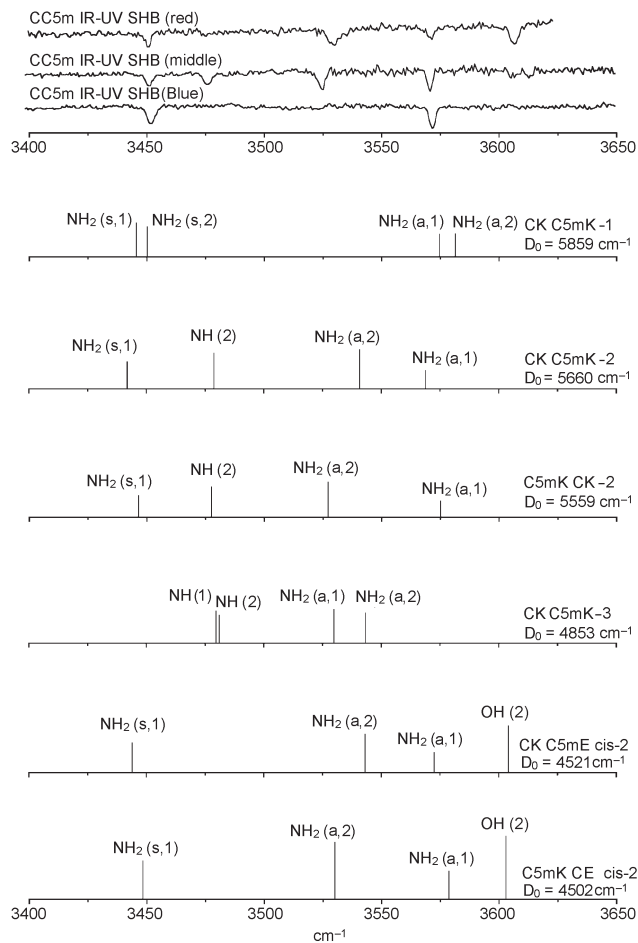 CC5m IR-UV SHB (red)
CC5m IR-UV SHB (middle)
CC5m IR-UV SHB(Blue)
3400 3450 3500 3550 3600 3650
NH2 (s,1) NH2 (s,2) NH2 (a,1) NH2 (a,2)
CK C5mK -1
D0 = 5859 cm−1
NH2 (s,1) NH (2) NH2 (a,2) NH2 (a,1)
CK C5mK -2
D0 = 5660 cm−1
NH2 (s,1) NH (2) NH2 (a,2) NH2 (a,1)
C5mK CK -2
D0 = 5559 cm−1
NH (1) NH (2) NH2 (a,1) NH2 (a,2)
CK C5mK -3
D0 = 4853 cm−1
NH2 (s,1) NH2 (a,2) NH2 (a,1) OH (2)
CK C5mE cis-2
D0 = 4521cm−1
NH2 (s,1) NH2 (a,2) NH2 (a,1) OH (2)
C5mK CE cis-2
D0 = 4502cm−1
3400 3450 3500 3550 3600 3650
cm−1